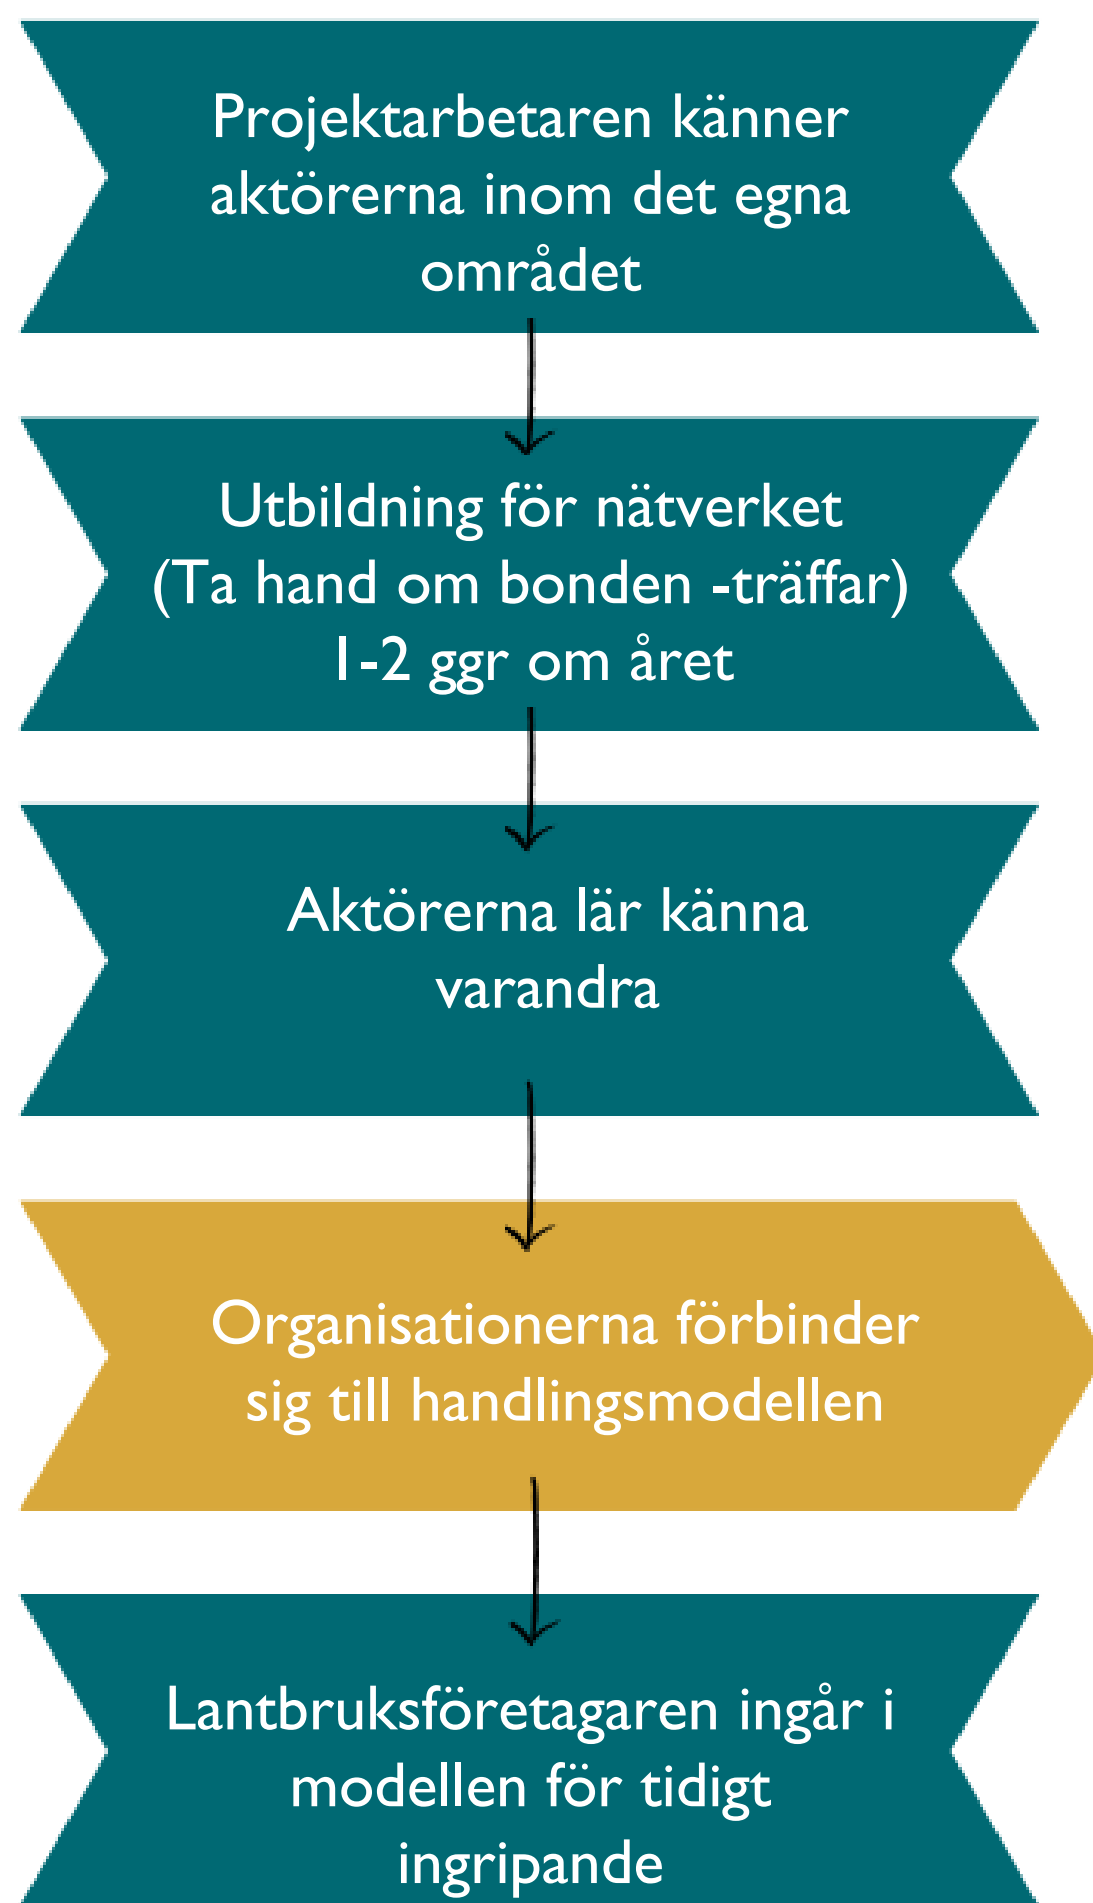 Projektarbetaren känner
aktörerna inom det egna
området
Utbildning för nätverket
(Ta hand om bonden -träffar)
1-2 ggr om året
Aktörerna lär känna
varandra
Organisationerna förbinder
sig till handlingsmodellen
Lantbruksföretagaren ingår i
modellen för tidigt
ingripande